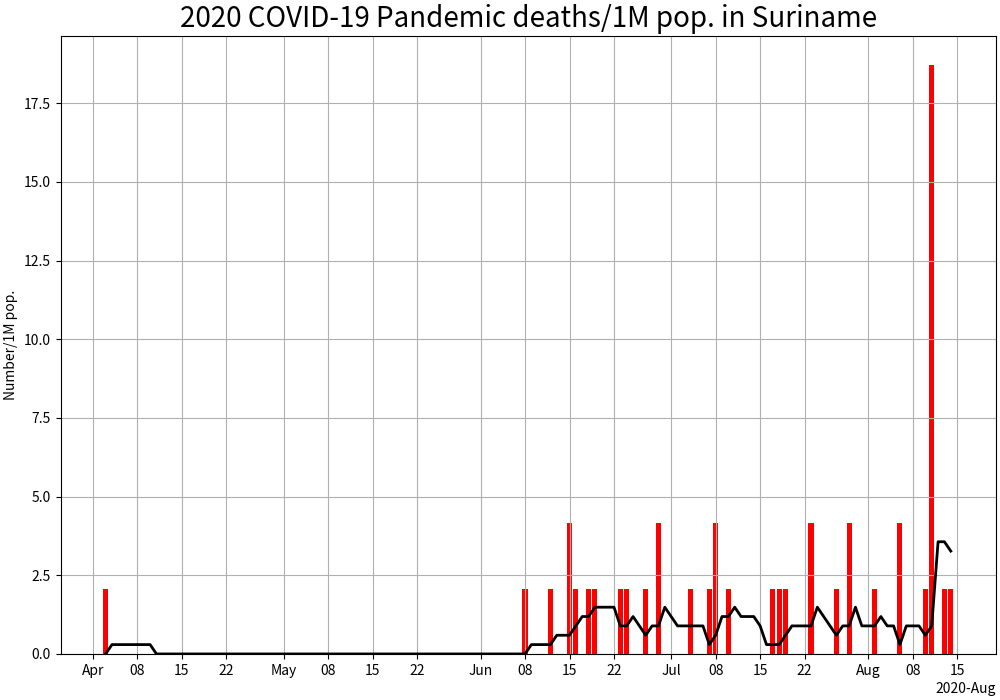 2020 COVID-19 Pandemic deaths/1M pop. in Suriname
Number/1M pop.
17.5
15.0
12.5
10.0
7.5
5.0
2.5
0.0
Apr 08 15 22 May 08 15 22 Jun 08 15 22 Jul 08 15 22 Aug 08 15
2020-Aug